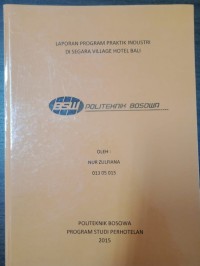 LAPORAN PROGRAM PRAKTIK INDUSTRI
DI SEGARA VILLAGE HOTEL BALI
BSW POLITEKNIK BOSOWA
OLEH :
NUR ZULFIANA
013 05 015
POLITEKNIK BOSOWA
PROGRAM STUDI PERHOTELAN
2015